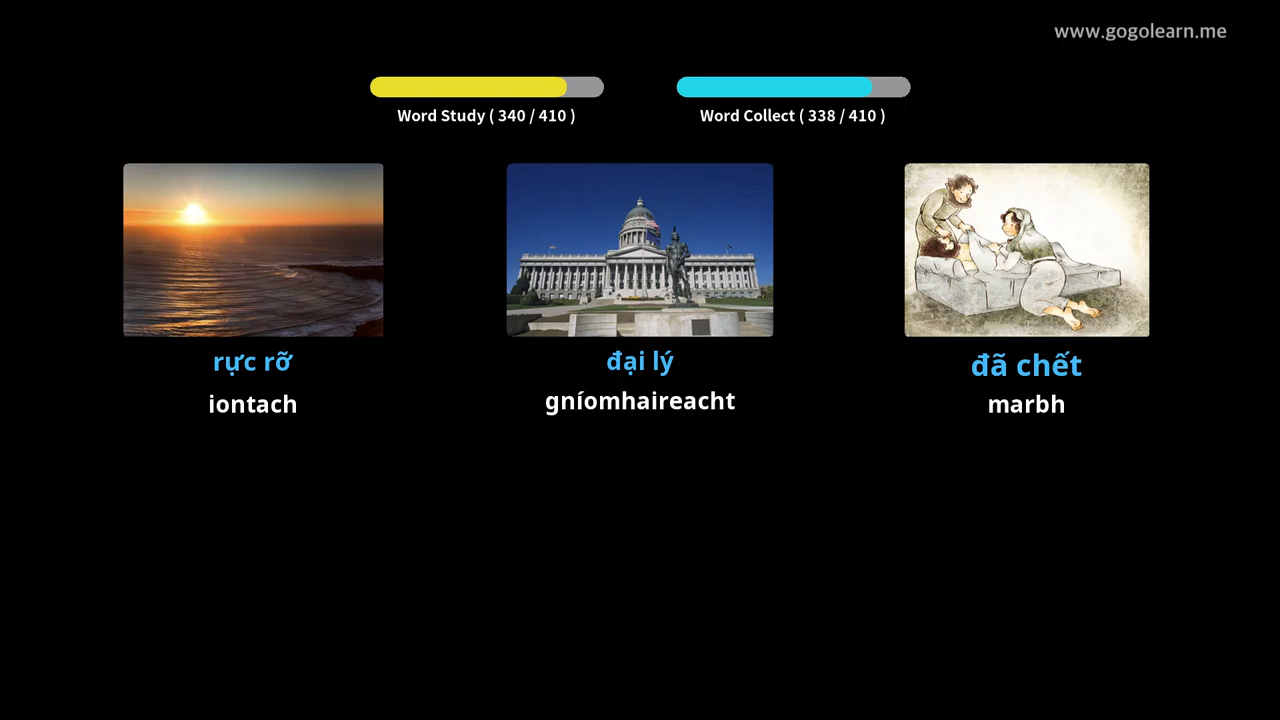 www.gogolearn.me
Word Study ( 340 / 410 )
Word Collect ( 338 / 410 )
rực rỡ
đại lý
đã chết
iontach
gníomhaireacht
marbh